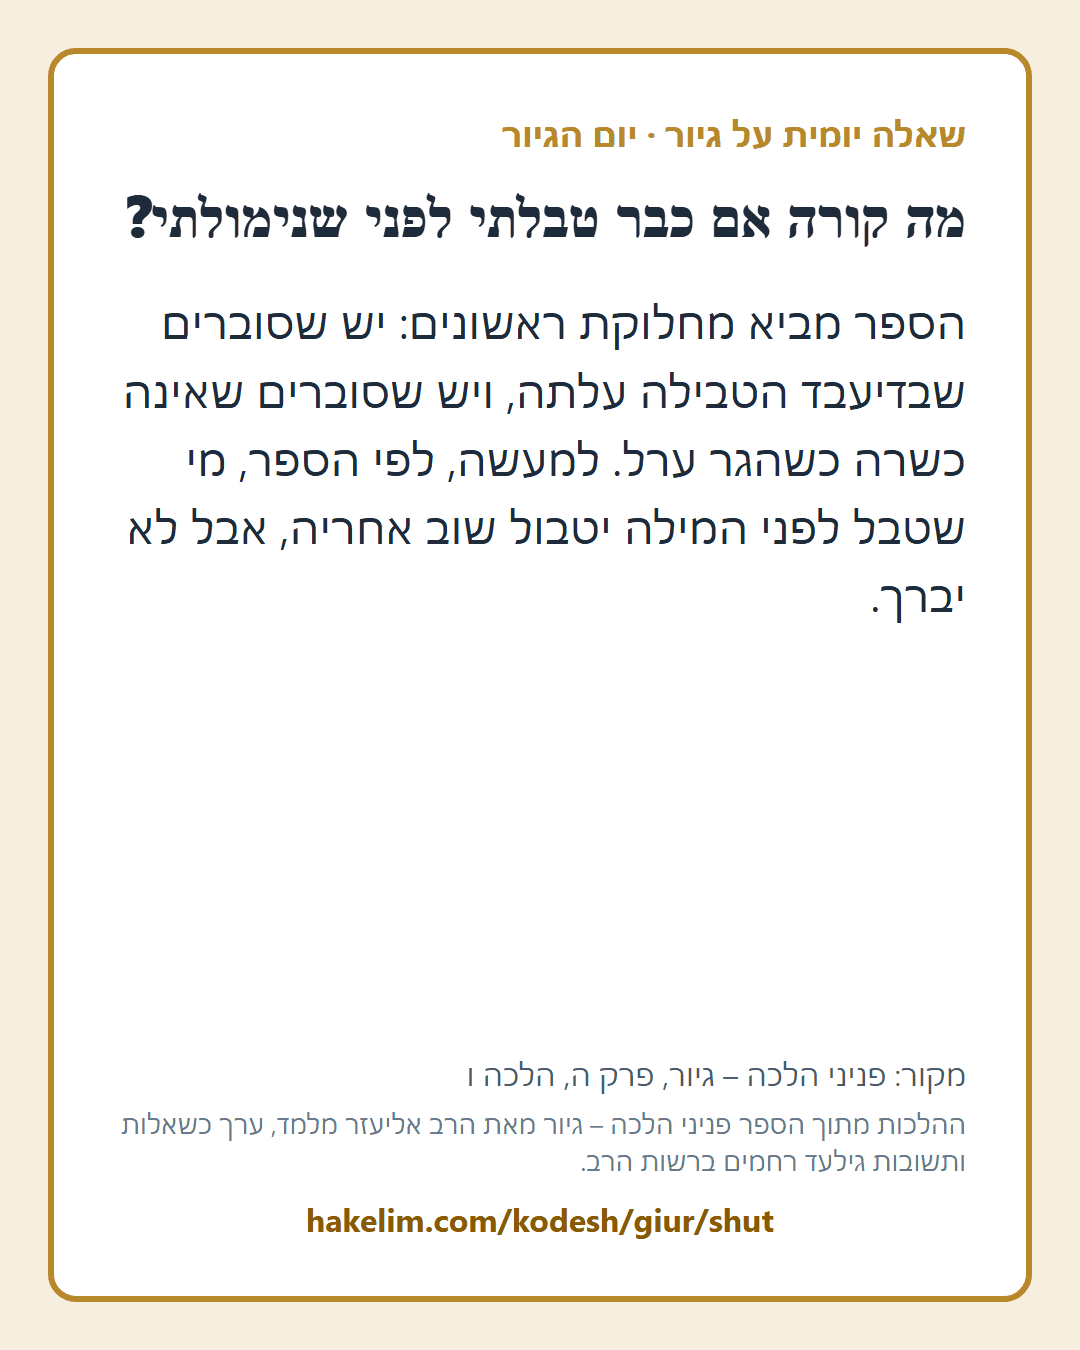 שאלה יומית על גיור · יום הגיור
מה קורה אם כבר טבלתי לפני שנימולתי?
הספר מביא מחלוקת ראשונים: יש שסוברים
שבדיעבד הטבילה עלתה, ויש שסוברים שאינה
כשרה כשהגר ערל. למעשה, לפי הספר, מי
שטבל לפני המילה יטבול שוב אחריה, אבל לא
יברך.
מקור: פניני הלכה – גיור, פרק ה, הלכה ו
ההלכות מתוך הספר פניני הלכה – גיור מאת הרב אליעזר מלמד, ערך כשאלות
ותשובות גילעד רחמים ברשות הרב.
hakelim.com/kodesh/giur/shut